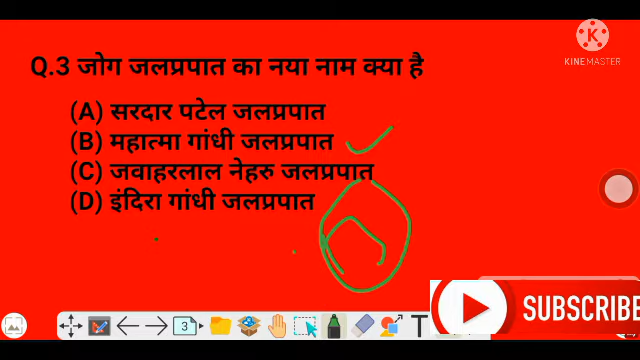 KINEMASTER
Q.3 जोग जलप्रपात का नया नाम क्या है
(A) सरदार पटेल जलप्रपात
(B) महात्मा गांधी जलप्रपात
(C) जवाहरलाल नेहरु जलप्रपात
(D) इंदिरा गांधी जलप्रपात
SUBSCRIBE
3
T